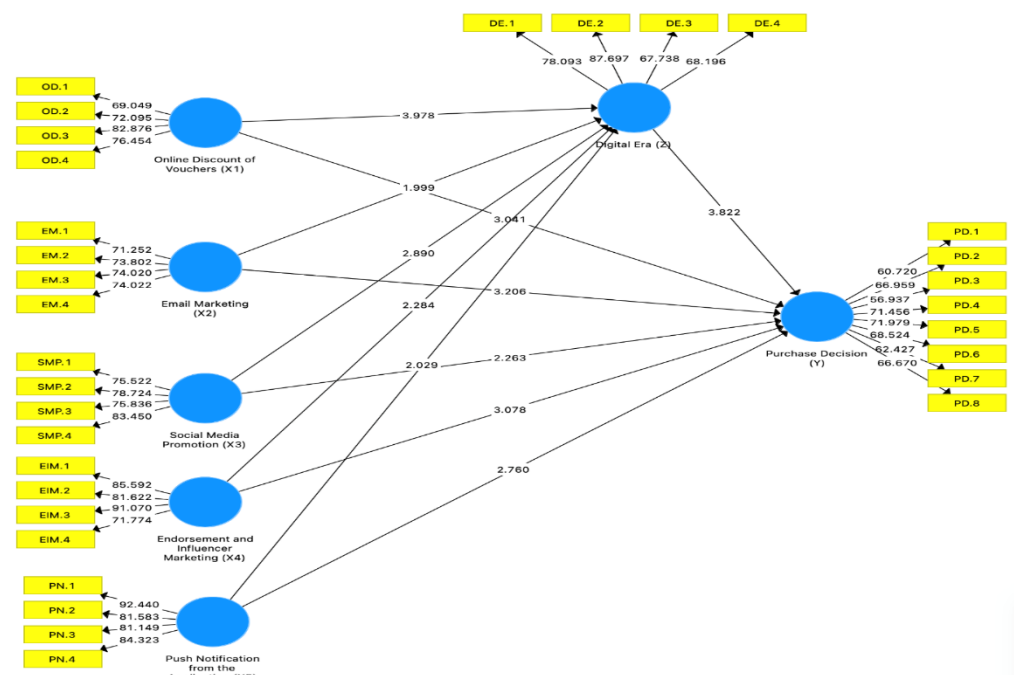 DE.1
DE.2
DE.3
DE.4
78.093
87.697
67.738
68.196
OD.1
OD.2
OD.3
OD.4
69.049
72.095
82.876
76.454
Online Discount of
Vouchers (X1)
3.978
Digital Era (Z)
EM.1
EM.2
EM.3
EM.4
71.252
73.802
74.020
74.022
Email Marketing
(X2)
1.999
3.041
2.890
3.206
2.284
3.822
SMP.1
SMP.2
SMP.3
SMP.4
75.522
78.724
75.836
83.450
Social Media
Promotion (X3)
2.263
2.029
3.078
2.760
PD.1
PD.2
PD.3
PD.4
PD.5
PD.6
PD.7
PD.8
60.720
66.959
56.937
71.456
71.979
68.524
62.427
66.670
Purchase Decision
(Y)
EIM.1
EIM.2
EIM.3
EIM.4
85.592
81.622
91.070
71.774
Endorsement and
Influencer
Marketing (X4)
PN.1
PN.2
PN.3
PN.4
92.440
81.583
81.149
84.323
Push Notification
from the